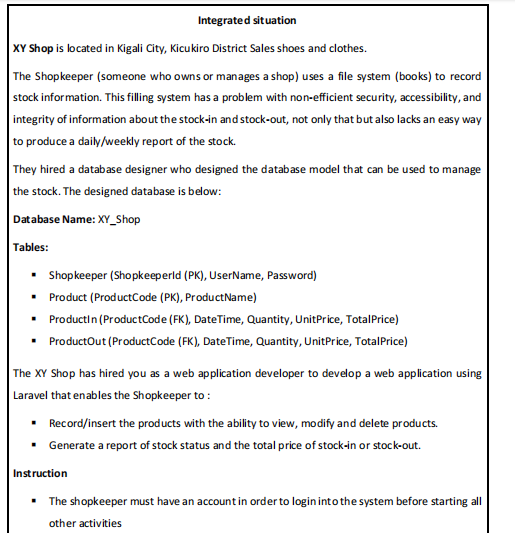 Integrated situation
XY Shop is located in Kigali City, Kicukiro District Sales shoes and clothes.
The Shopkeeper (someone who owns or manages a shop) uses a file system (books) to record
stock information. This filling system has a problem with non-efficient security, accessibility, and
integrity of information about the stock-in and stock-out, not only that but also lacks an easy way
to produce a daily/weekly report of the stock.
They hired a database designer who designed the database model that can be used to manage
the stock. The designed database is below:
Database Name: XY_Shop
Tables:
▪ Shopkeeper (ShopkeeperId (PK), UserName, Password)
▪ Product (ProductCode (PK), ProductName)
▪ ProductIn (ProductCode (FK), DateTime, Quantity, UnitPrice, TotalPrice)
▪ ProductOut (ProductCode (FK), DateTime, Quantity, UnitPrice, TotalPrice)
The XY Shop has hired you as a web application developer to develop a web application using
Laravel that enables the Shopkeeper to :
▪ Record/insert the products with the ability to view, modify and delete products.
▪ Generate a report of stock status and the total price of stock-in or stock-out.
Instruction
▪ The shopkeeper must have an account in order to login into the system before starting all
other activities